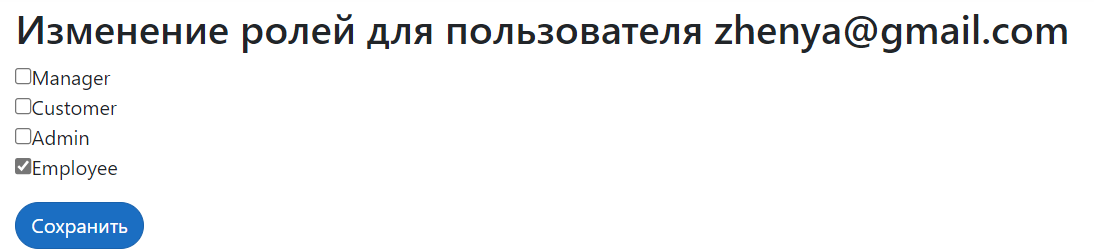 Изменение ролей для пользователя zhenya@gmail.com
Manager
Customer
Admin
Employee
Сохранить